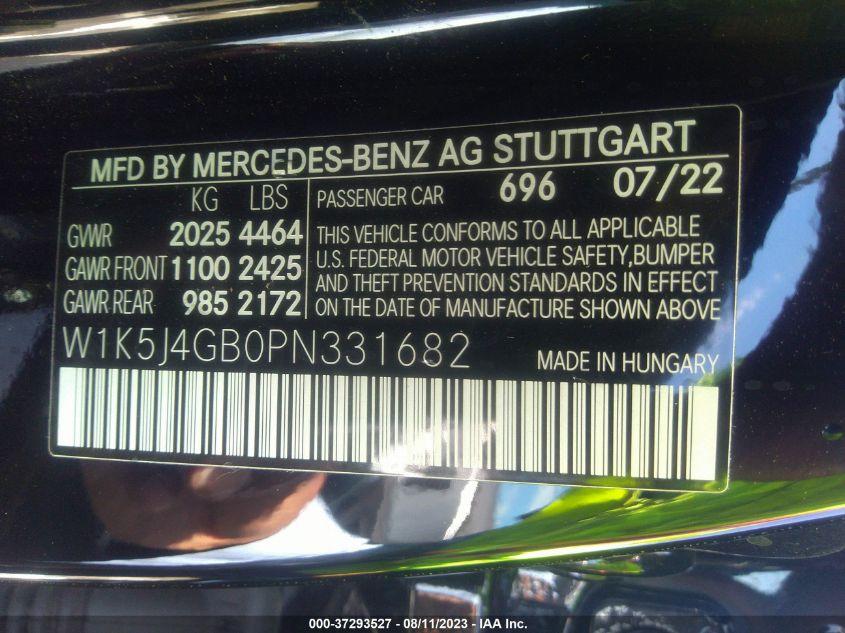 MFD BY MERCEDES-BENZ AG STUTTGART
KG LBS
GVWR 2025 4464
GAWR FRONT 1100 2425
GAWR REAR 985 2172
PASSENGER CAR 696 07/22
THIS VEHICLE CONFORMS TO ALL APPLICABLE
U.S. FEDERAL MOTOR VEHICLE SAFETY,BUMPER
AND THEFT PREVENTION STANDARDS IN EFFECT
ON THE DATE OF MANUFACTURE SHOWN ABOVE
W1K5J4GB0PN331682
MADE IN HUNGARY
000-37293527 - 08/11/2023 - IAA Inc.